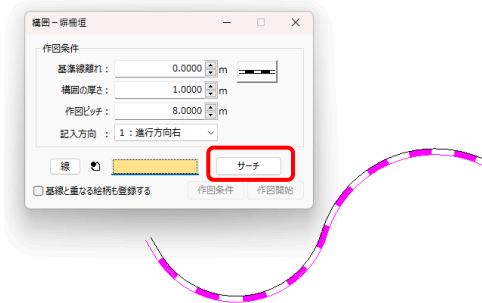 構囲－塀柵垣
作図条件
基準線離れ： 0.0000 m
構囲の厚さ： 1.0000 m
作図ピッチ： 8.0000 m
記入方向 ： 1：進行方向右
線 サーチ
基線と重なる絵柄も登録する 作図条件 作図開始